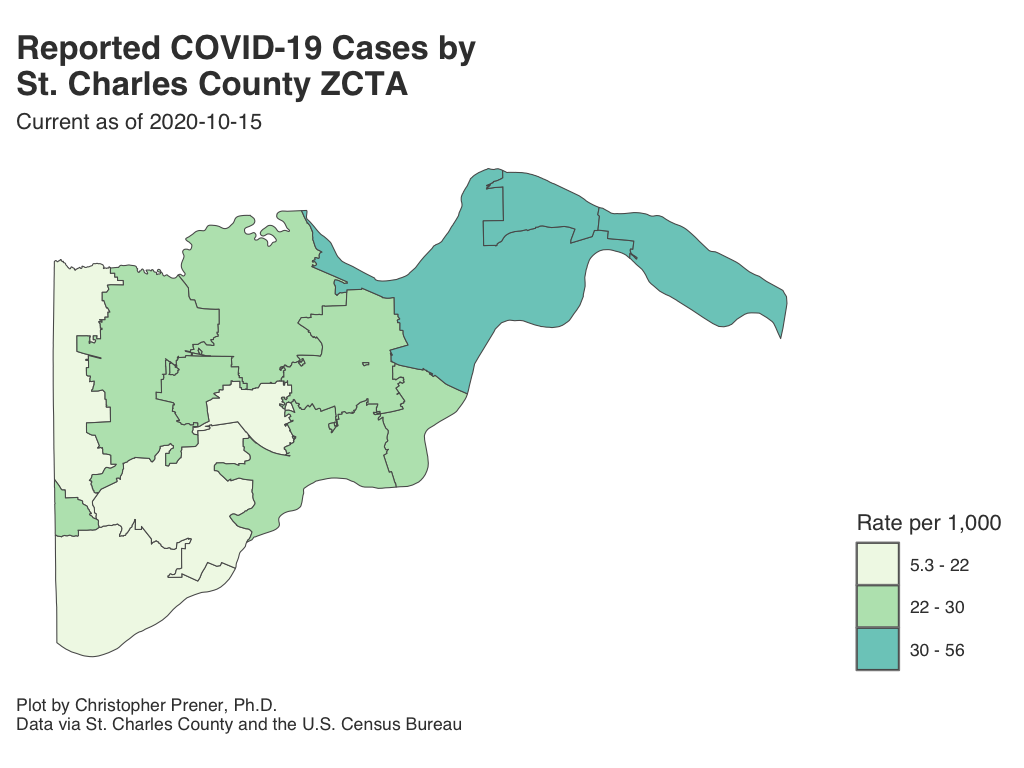 Reported COVID-19 Cases by
St. Charles County ZCTA
Current as of 2020-10-15
Rate per 1,000
5.3 - 22
22 - 30
30 - 56
Plot by Christopher Prener, Ph.D.
Data via St. Charles County and the U.S. Census Bureau